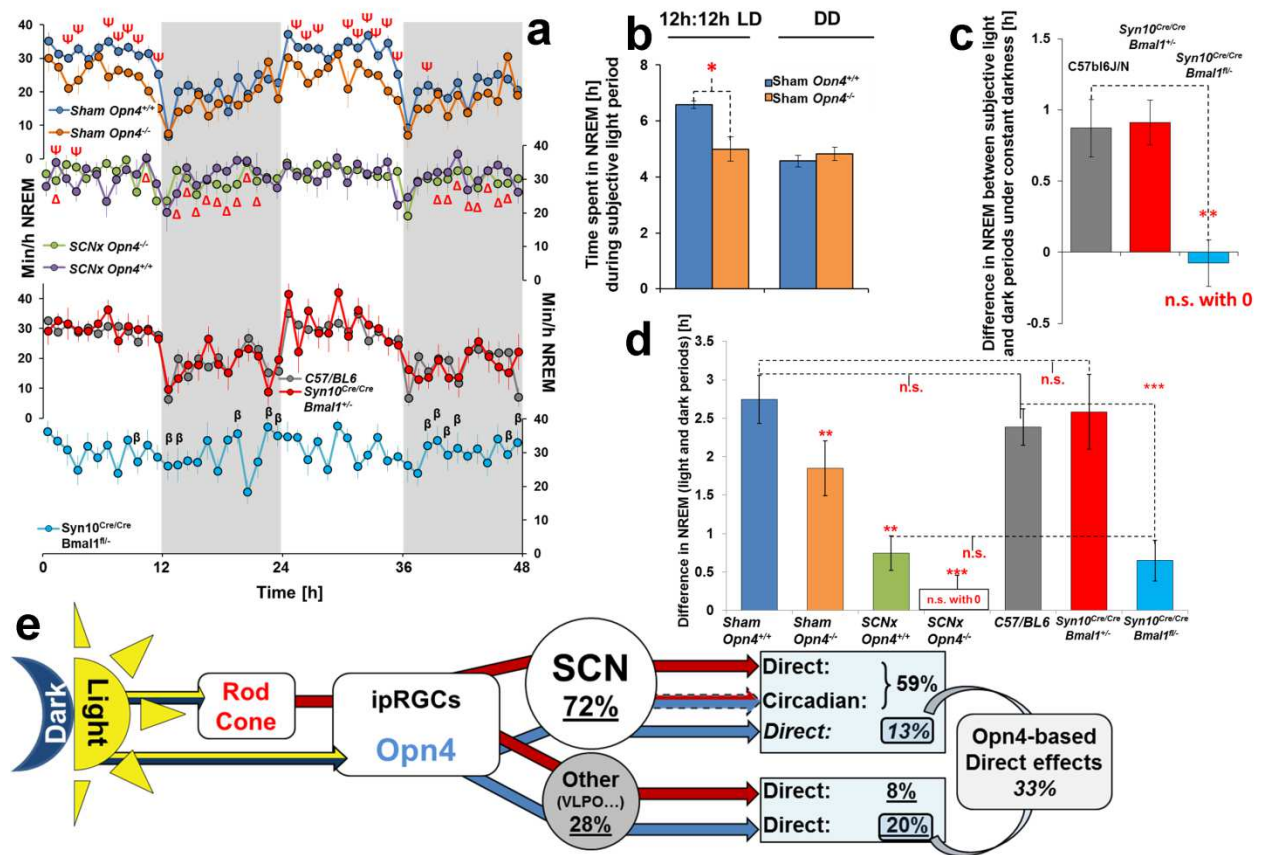 a
40
30
20
10
0
Ψ Ψ Ψ Ψ Ψ Ψ Ψ Ψ Ψ Ψ Ψ Ψ Ψ Ψ Ψ Ψ
Sham Opn4+/+
Sham Opn4-/-
Ψ Ψ
40
30
20
10
0
Δ Δ Δ Δ Δ Δ Δ Δ Δ Δ Δ Δ Δ Δ Δ
SCNx Opn4-/-
SCNx Opn4+/+
Min/h NREM
Min/h NREM
40
30
20
10
0
C57/BL6
Syn10Cre/Cre
Bmal1+/-
β β β β β β β β β β β β
40
30
20
10
0
Syn10Cre/Cre
Bmal1fl/-
0
12
24
36
48
Time [h]
b
12h:12h LD
DD
Time spent in NREM [h]
during subjective light period
8
6
4
2
0
*
Sham Opn4+/+
Sham Opn4-/-
c
Difference in NREM between subjective light
and dark periods under constant darkness [h]
1
0.5
0
-0.5
C57bl6J/N
Syn10Cre/Cre
Bmal1+/-
Syn10Cre/Cre
Bmal1fl/-
**
n.s. with 0
d
Difference in NREM (light and dark periods) [h]
3.5
3
2.5
2
1.5
1
0.5
0
n.s.
n.s.
***
**
**
***
n.s.
n.s. with 0
Sham
Opn4+/+
Sham
Opn4-/-
SCNx
Opn4+/+
SCNx
Opn4-/-
C57/BL6
Syn10Cre/Cre
Bmal1+/-
Syn10Cre/Cre
Bmal1fl/-
e
Dark
Light
Rod
Cone
ipRGCs
Opn4
SCN
72%
Other
(VLPO...)
28%
Direct:
Circadian:
59%
Direct:
13%
Direct:
8%
Direct:
20%
Opn4-based
Direct effects
33%